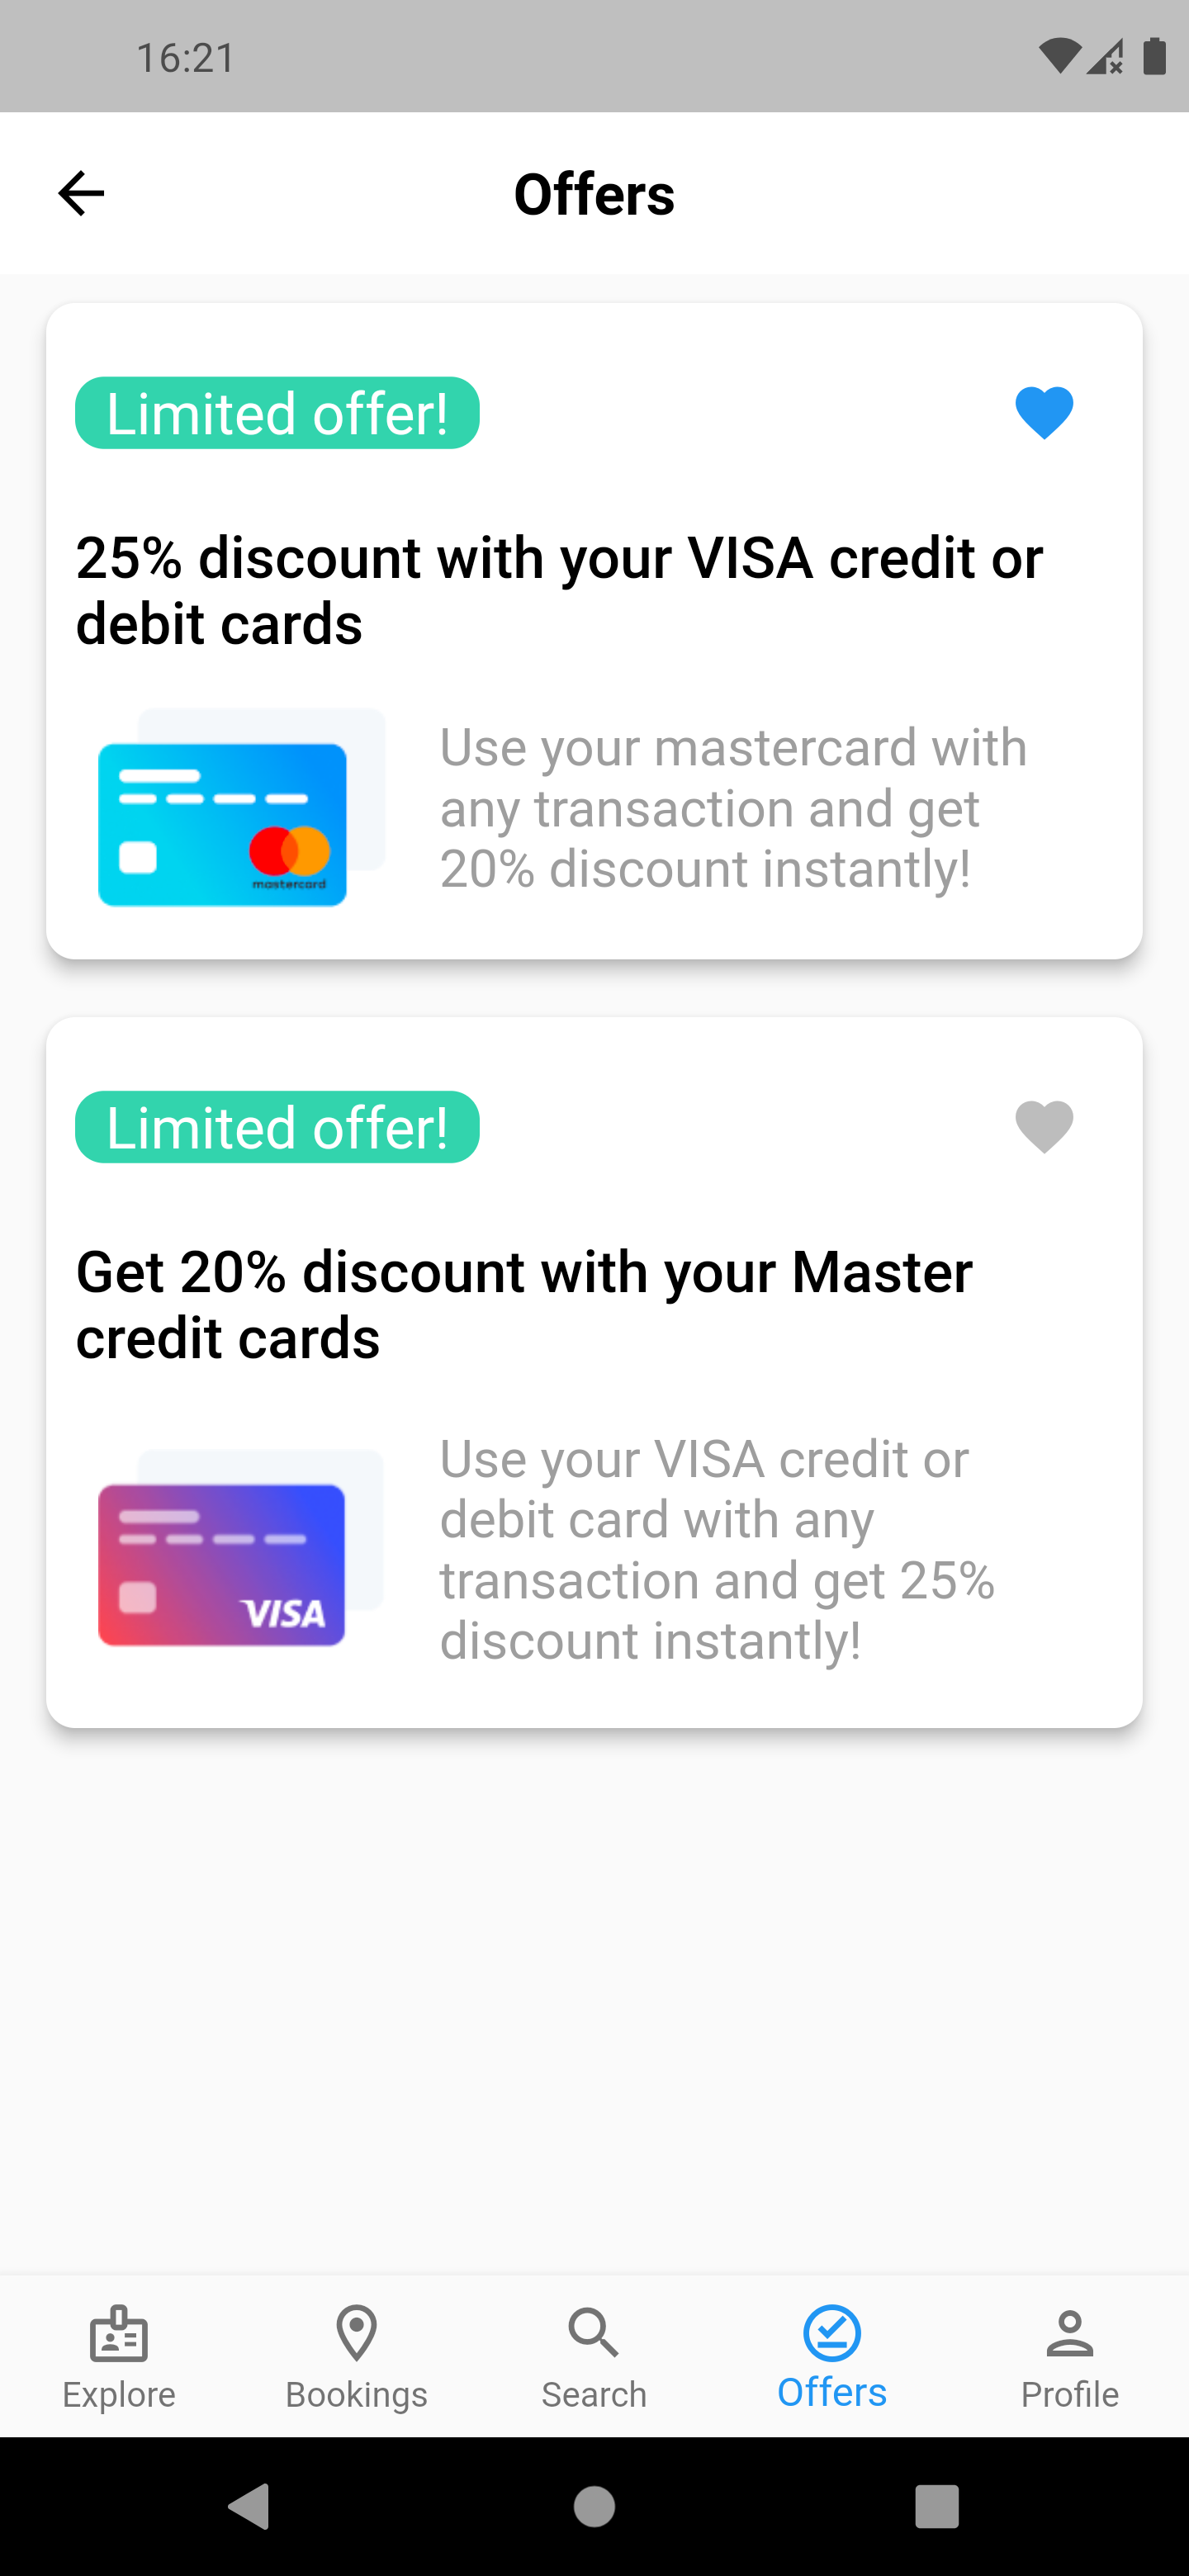 16:21
Offers
Limited offer!
25% discount with your VISA credit or
debit cards
mastercard
Use your mastercard with
any transaction and get
20% discount instantly!
Limited offer!
Get 20% discount with your Master
credit cards
VISA
Use your VISA credit or
debit card with any
transaction and get 25%
discount instantly!
Explore
Bookings
Search
Offers
Profile